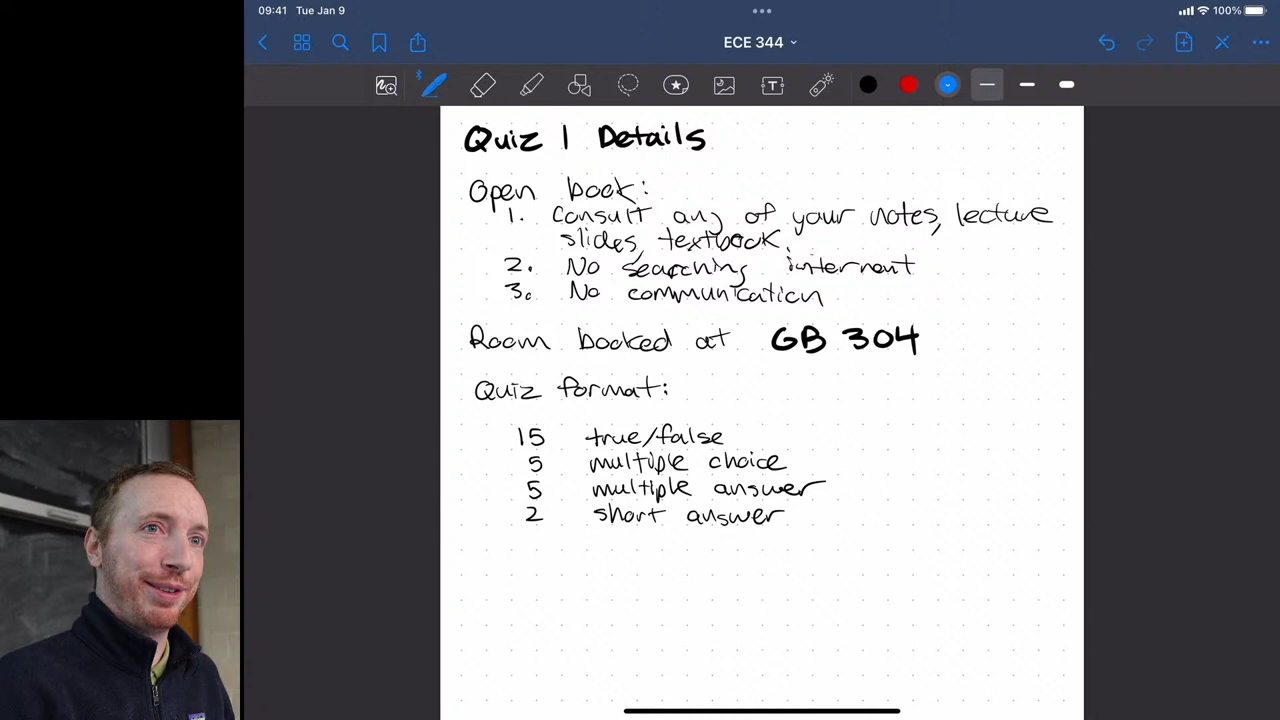 09:41 Tue Jan 9
100%
ECE 344
Quiz 1 Details
Open book:
1. Consult any of your notes, lecture
slides, textbook.
2. No searching internent
3. No communication
Room booked at GB 304
Quiz format:
15 true/false
5 multiple choice
5 multiple answer
2 short answer